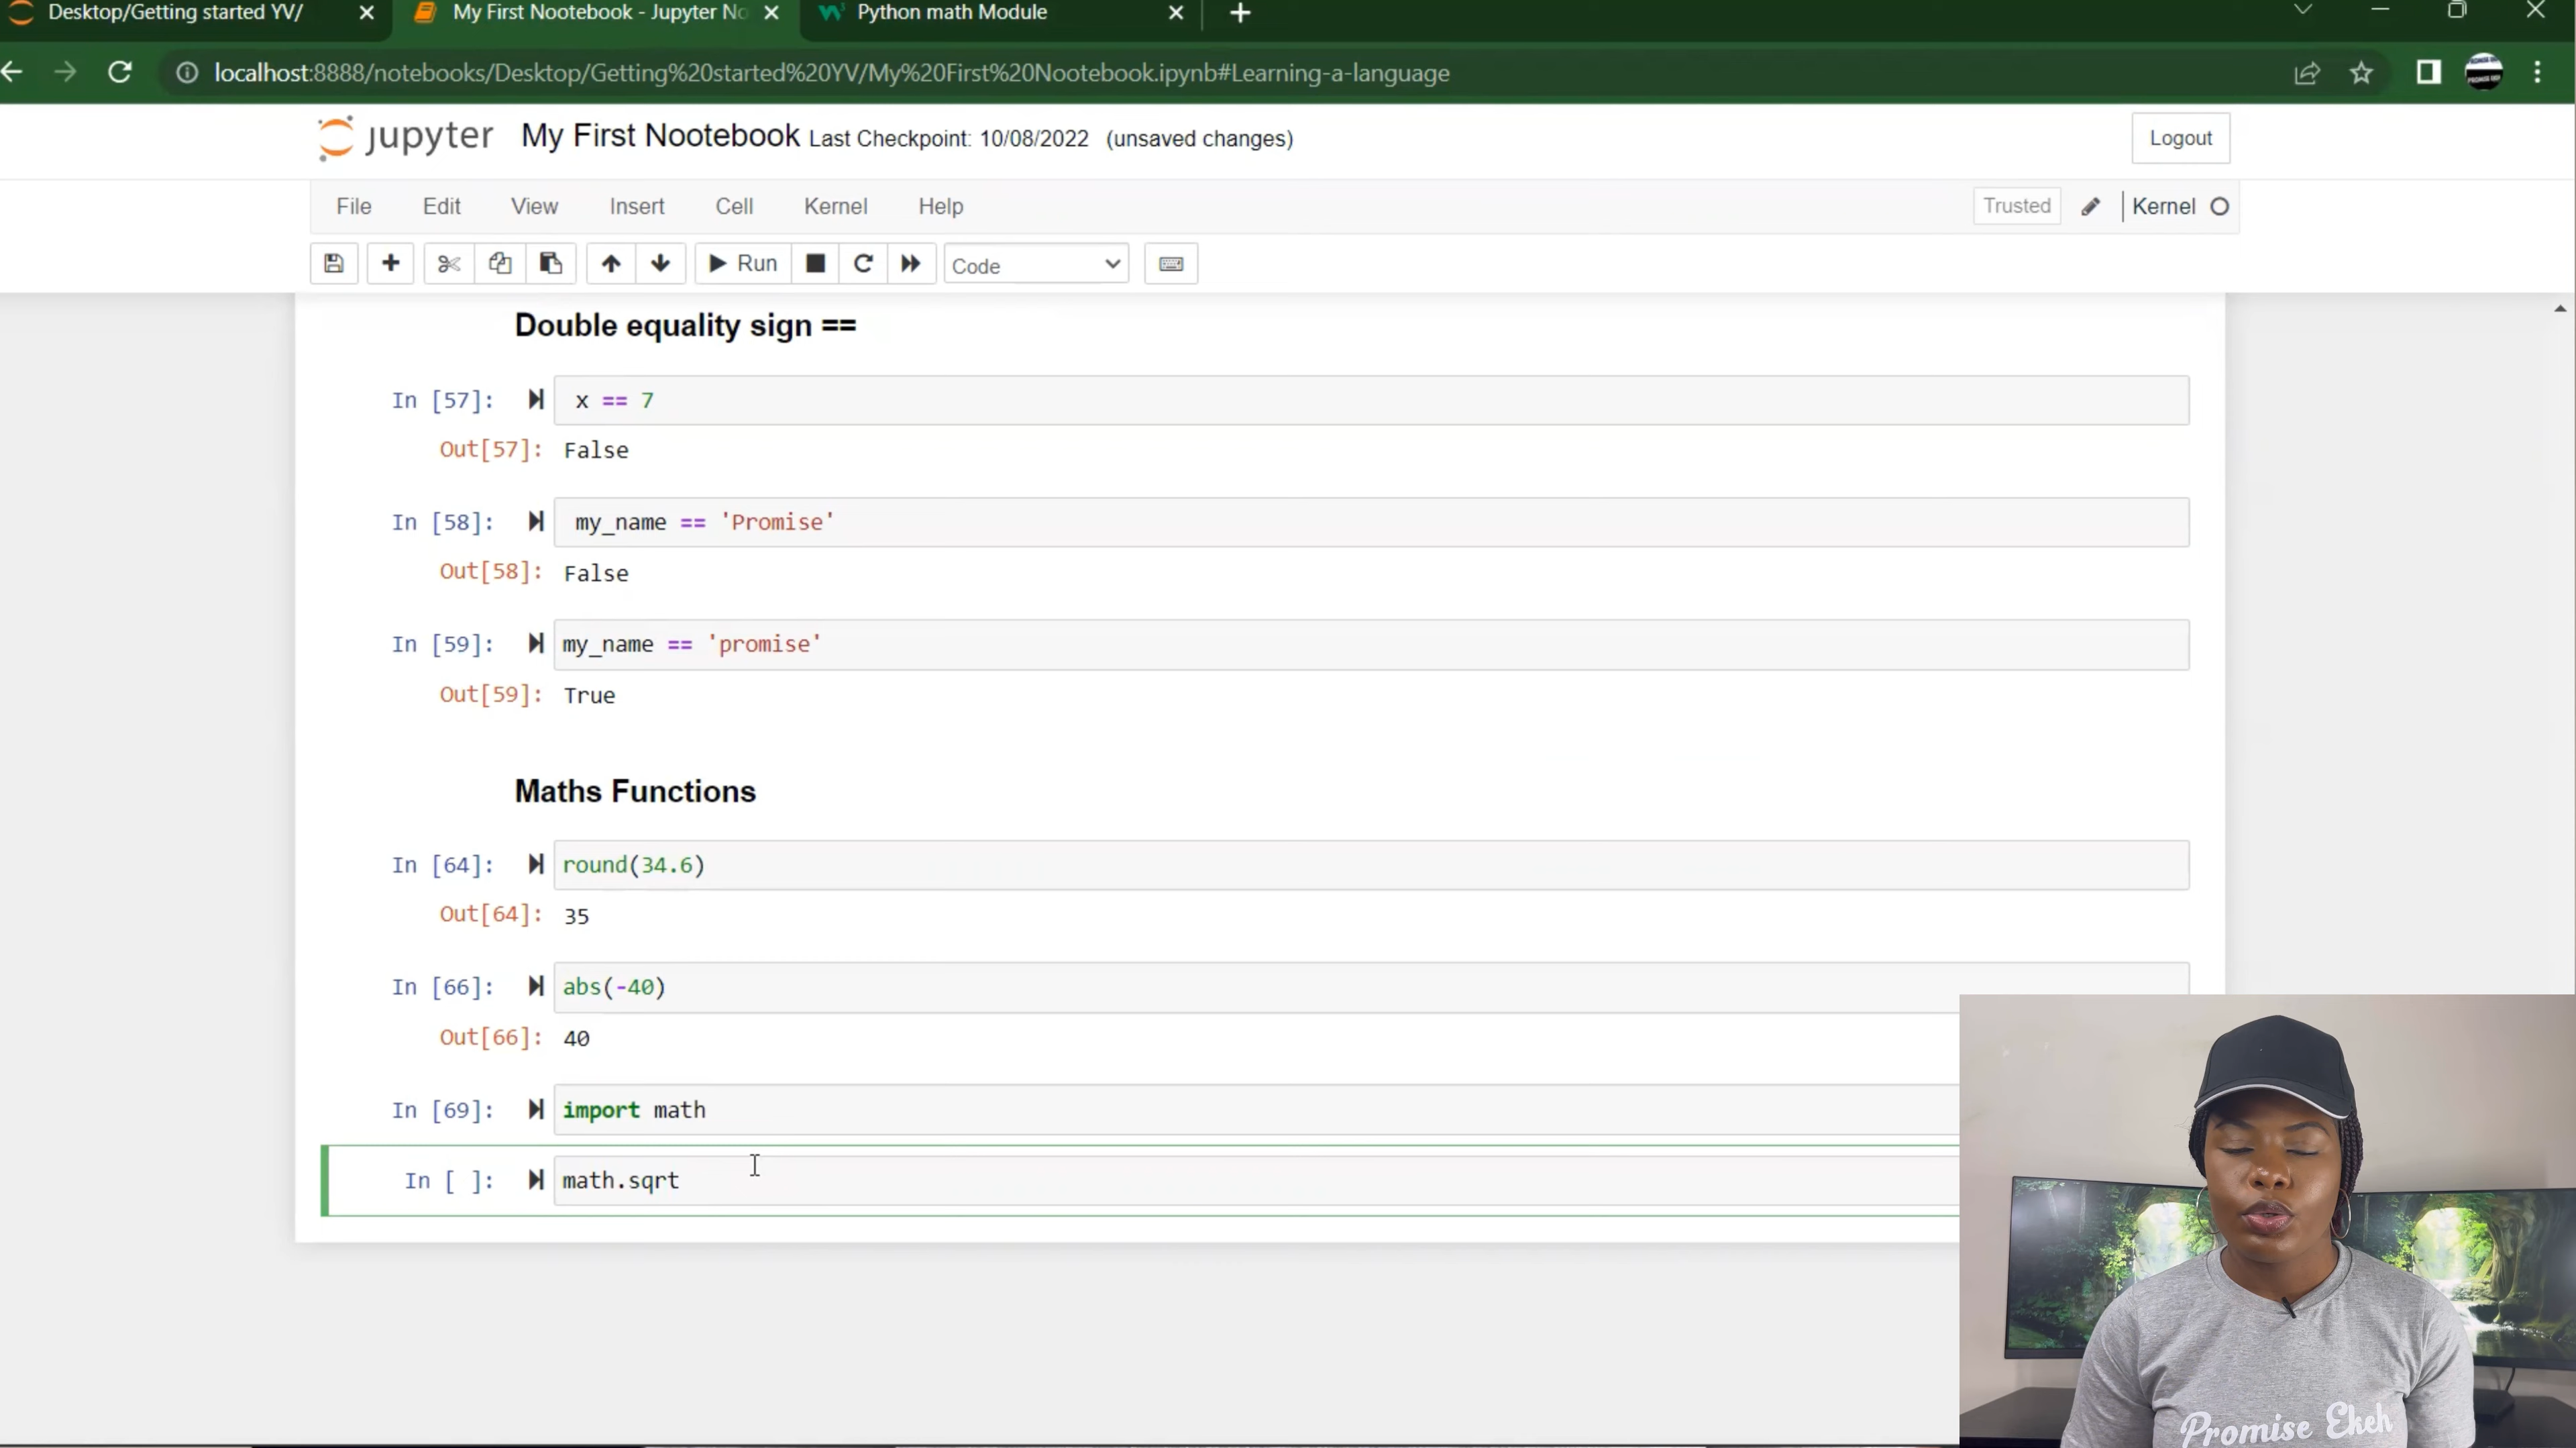 Desktop/Getting started YV/
My First Nootebook - Jupyter No
Python math Module
localhost:8888/notebooks/Desktop/Getting%20started%20YV/My%20First%20Nootebook.ipynb#Learning-a-language
jupyter My First Nootebook Last Checkpoint: 10/08/2022 (unsaved changes)
Logout
File Edit View Insert Cell Kernel Help
Trusted Kernel
Run Code
Double equality sign ==
In [57]: x == 7
Out[57]: False
In [58]: my_name == 'Promise'
Out[58]: False
In [59]: my_name == 'promise'
Out[59]: True
Maths Functions
In [64]: round(34.6)
Out[64]: 35
In [66]: abs(-40)
Out[66]: 40
In [69]: import math
In [ ]: math.sqrt
Promise Ekeh